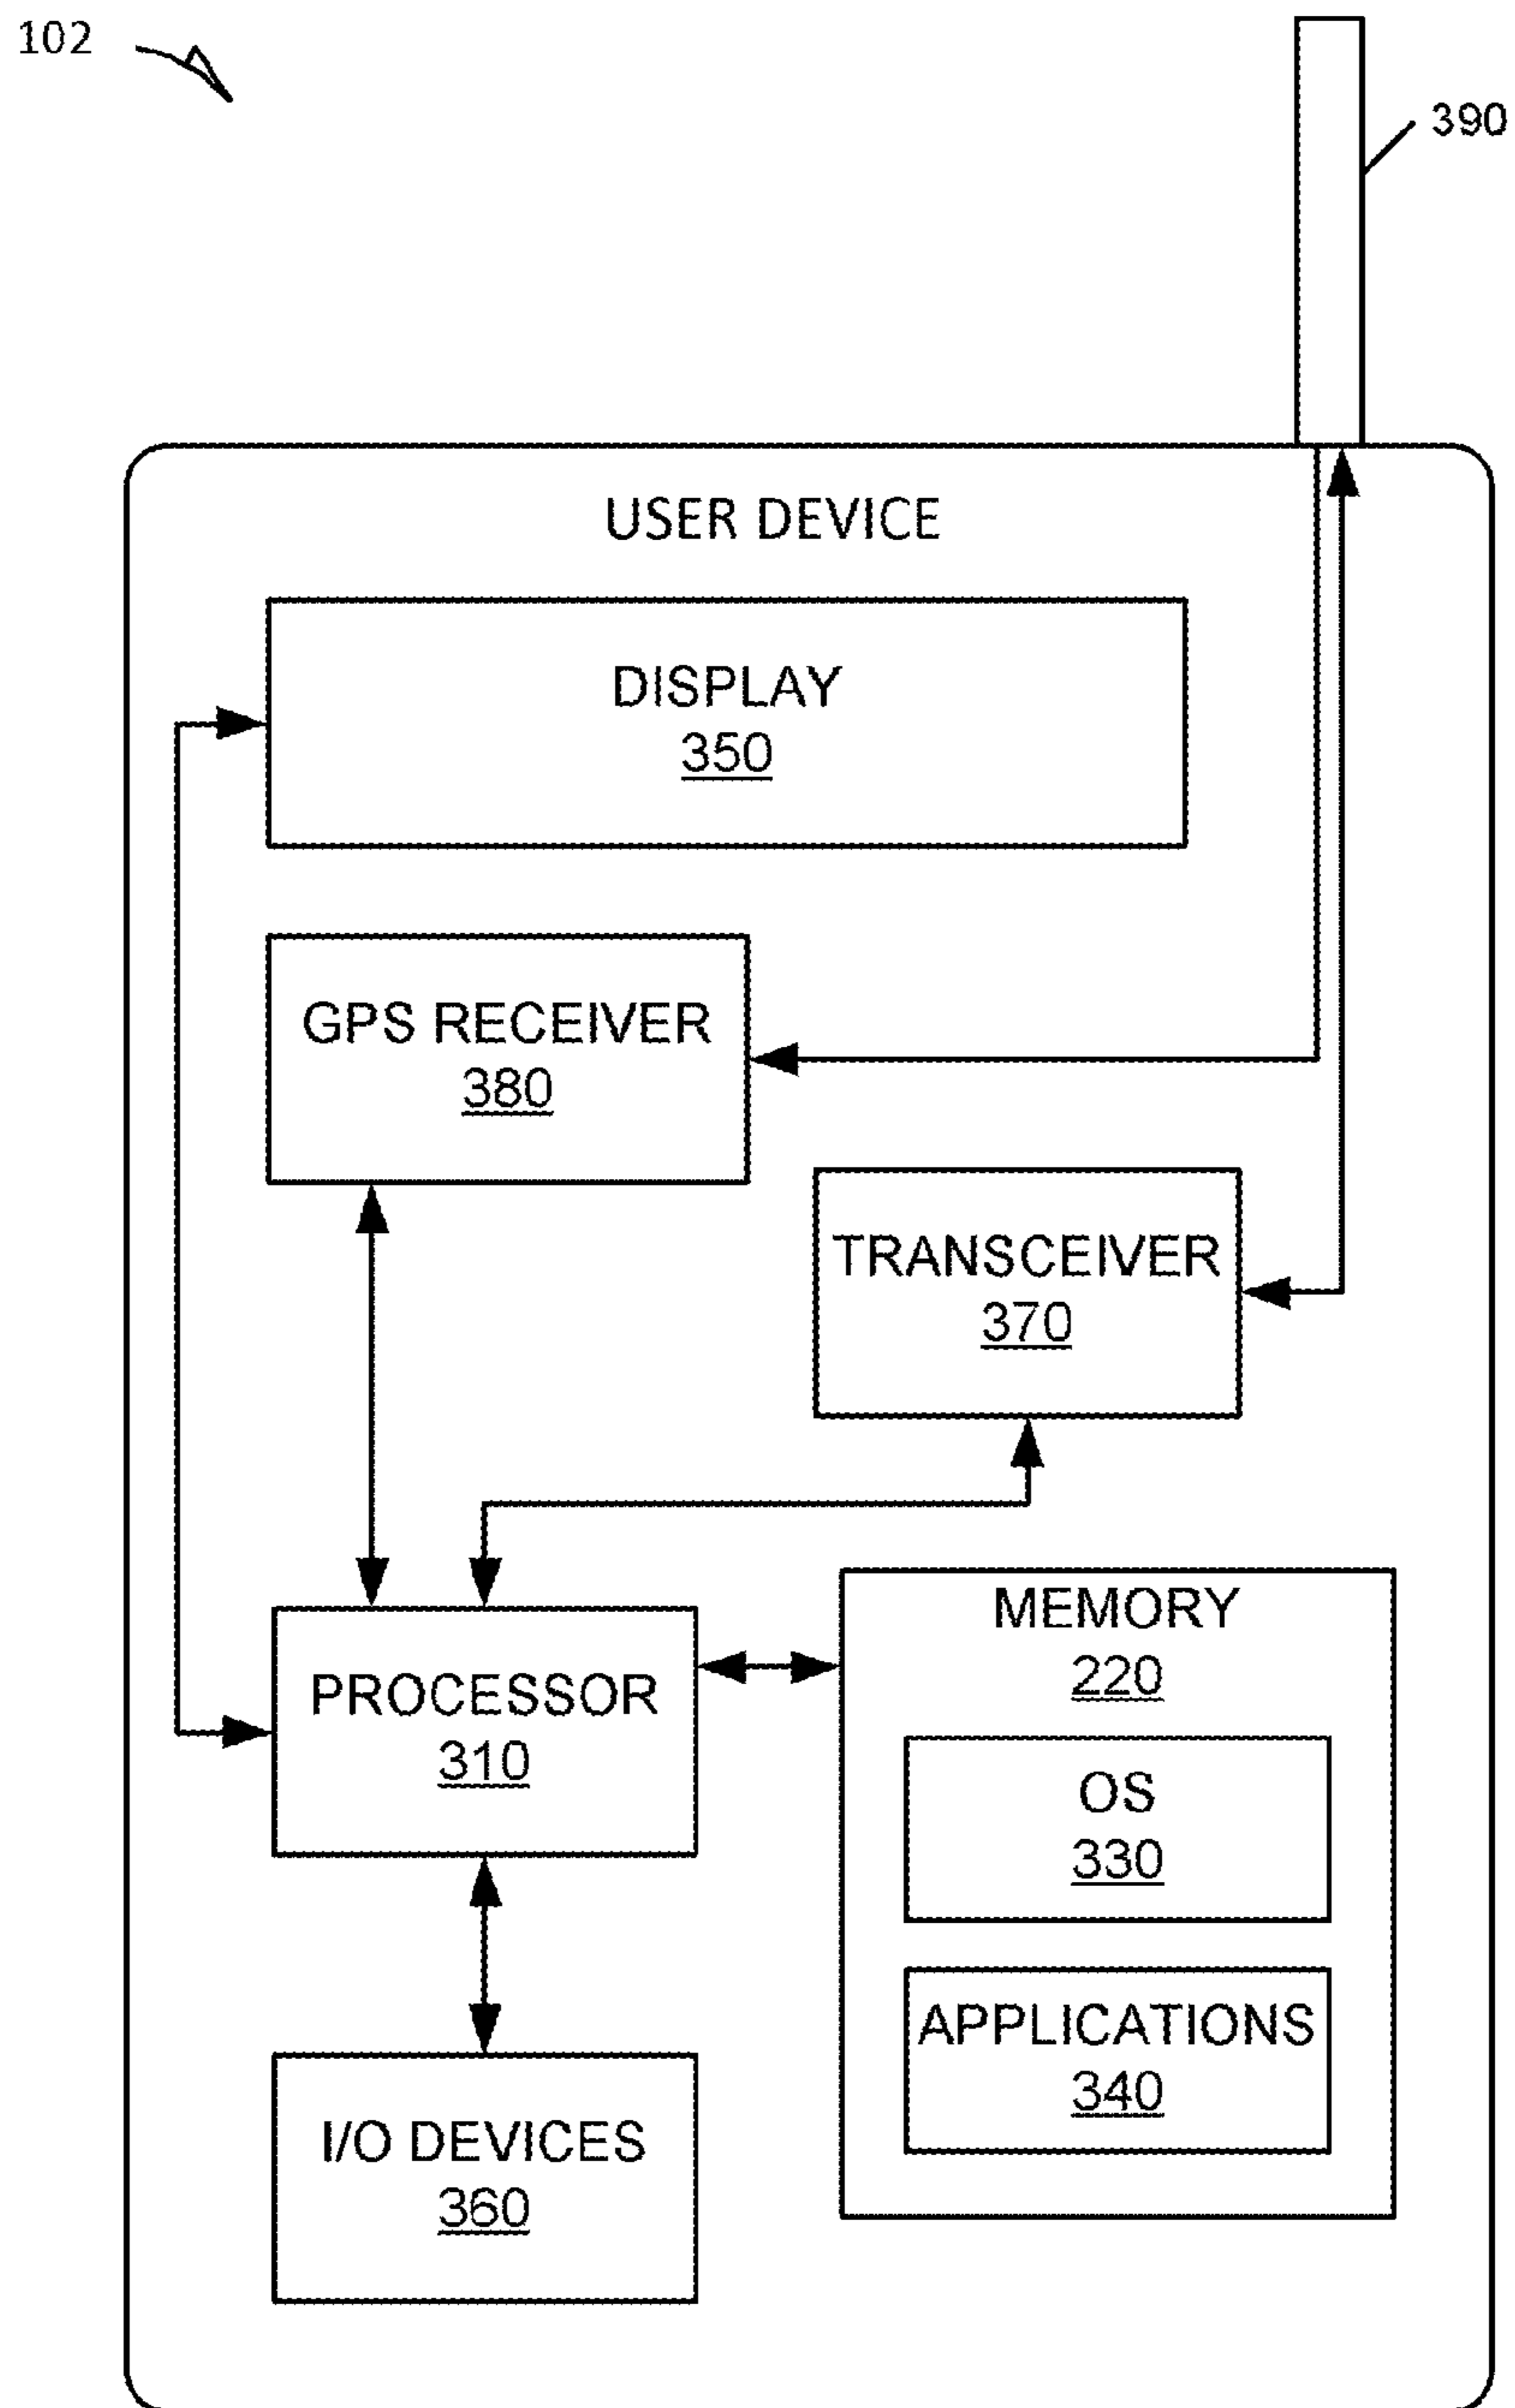 102
390
USER DEVICE
DISPLAY
350
GPS RECEIVER
380
TRANSCEIVER
370
PROCESSOR
310
MEMORY
220
OS
330
APPLICATIONS
340
I/O DEVICES
360